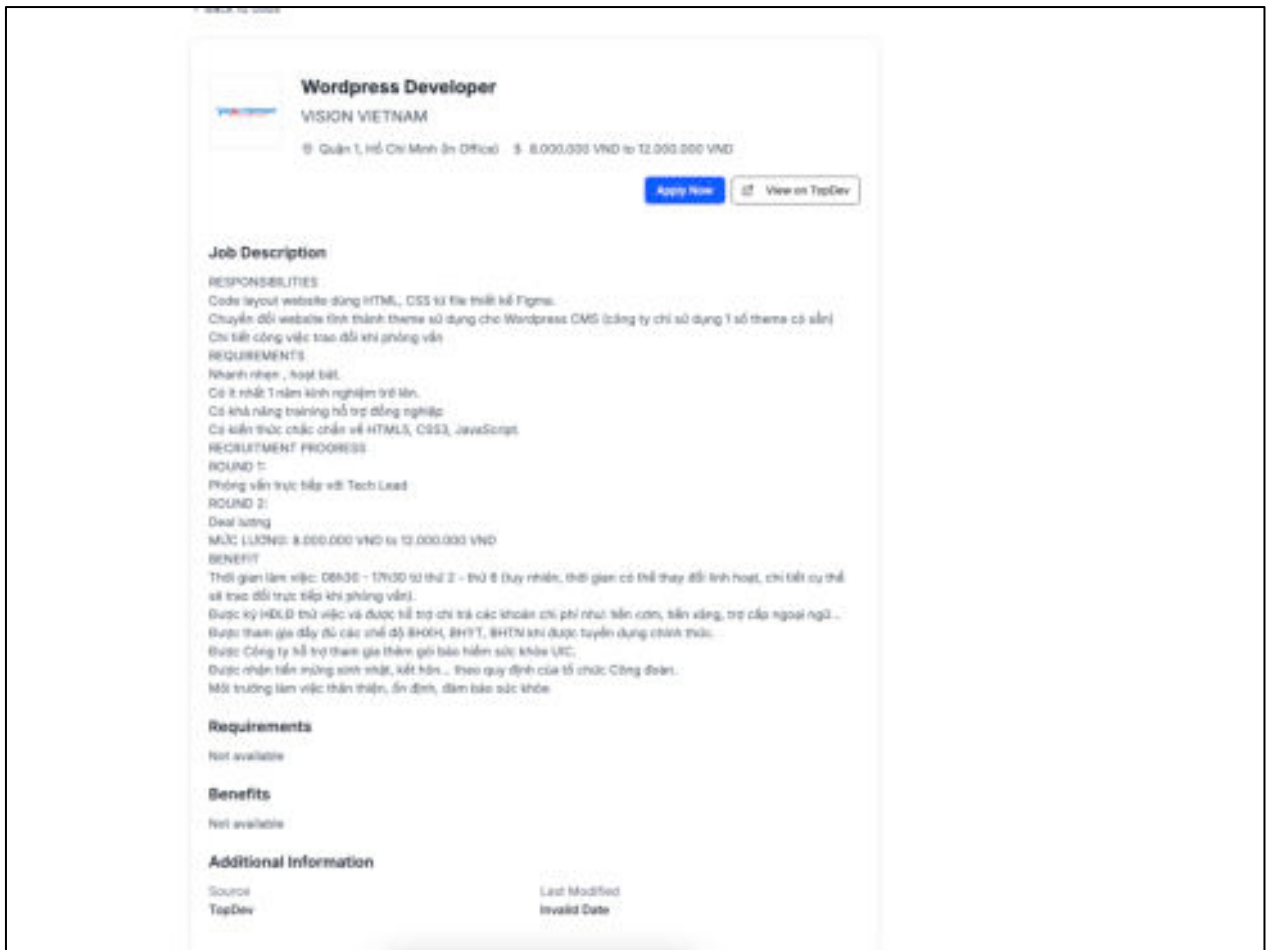 Back to Jobs
Wordpress Developer
VISION VIETNAM
Quận 1, Hồ Chí Minh (In Office) $ 8.000.000 VND to 12.000.000 VND
Apply Now View on TopDev
Job Description
RESPONSIBILITIES
Code layout website dùng HTML, CSS từ file thiết kế Figma.
Chuyển đổi website tĩnh thành theme sử dụng cho Wordpress CMS (công ty chỉ sử dụng 1 số theme có sẵn)
Chi tiết công việc trao đổi khi phỏng vấn
REQUIREMENTS
Nhanh nhẹn , hoạt bát.
Có ít nhất 1 năm kinh nghiệm trở lên.
Có khả năng training hỗ trợ đồng nghiệp
Có kiến thức chắc chắn về HTML5, CSS3, JavaScript.
RECRUITMENT PROGRESS
ROUND 1:
Phỏng vấn trực tiếp với Tech Lead
ROUND 2:
Deal lương
MỨC LƯƠNG: 8.000.000 VND to 12.000.000 VND
BENEFIT
Thời gian làm việc: 08h30 - 17h30 từ thứ 2 - thứ 6 (tuy nhiên, thời gian có thể thay đổi linh hoạt, chi tiết cụ thể
sẽ trao đổi trực tiếp khi phỏng vấn).
Được ký HĐLĐ thử việc và được hỗ trợ chi trả các khoản chi phí như: tiền cơm, tiền xăng, trợ cấp ngoại ngữ...
Được tham gia đầy đủ các chế độ BHXH, BHYT, BHTN khi được tuyển dụng chính thức.
Được Công ty hỗ trợ tham gia thêm gói bảo hiểm sức khỏe UIC.
Được nhận tiền mừng sinh nhật, kết hôn... theo quy định của tổ chức Công đoàn.
Môi trường làm việc thân thiện, ổn định, đảm bảo sức khỏe
Requirements
Not available
Benefits
Not available
Additional Information
Source Last Modified
TopDev Invalid Date